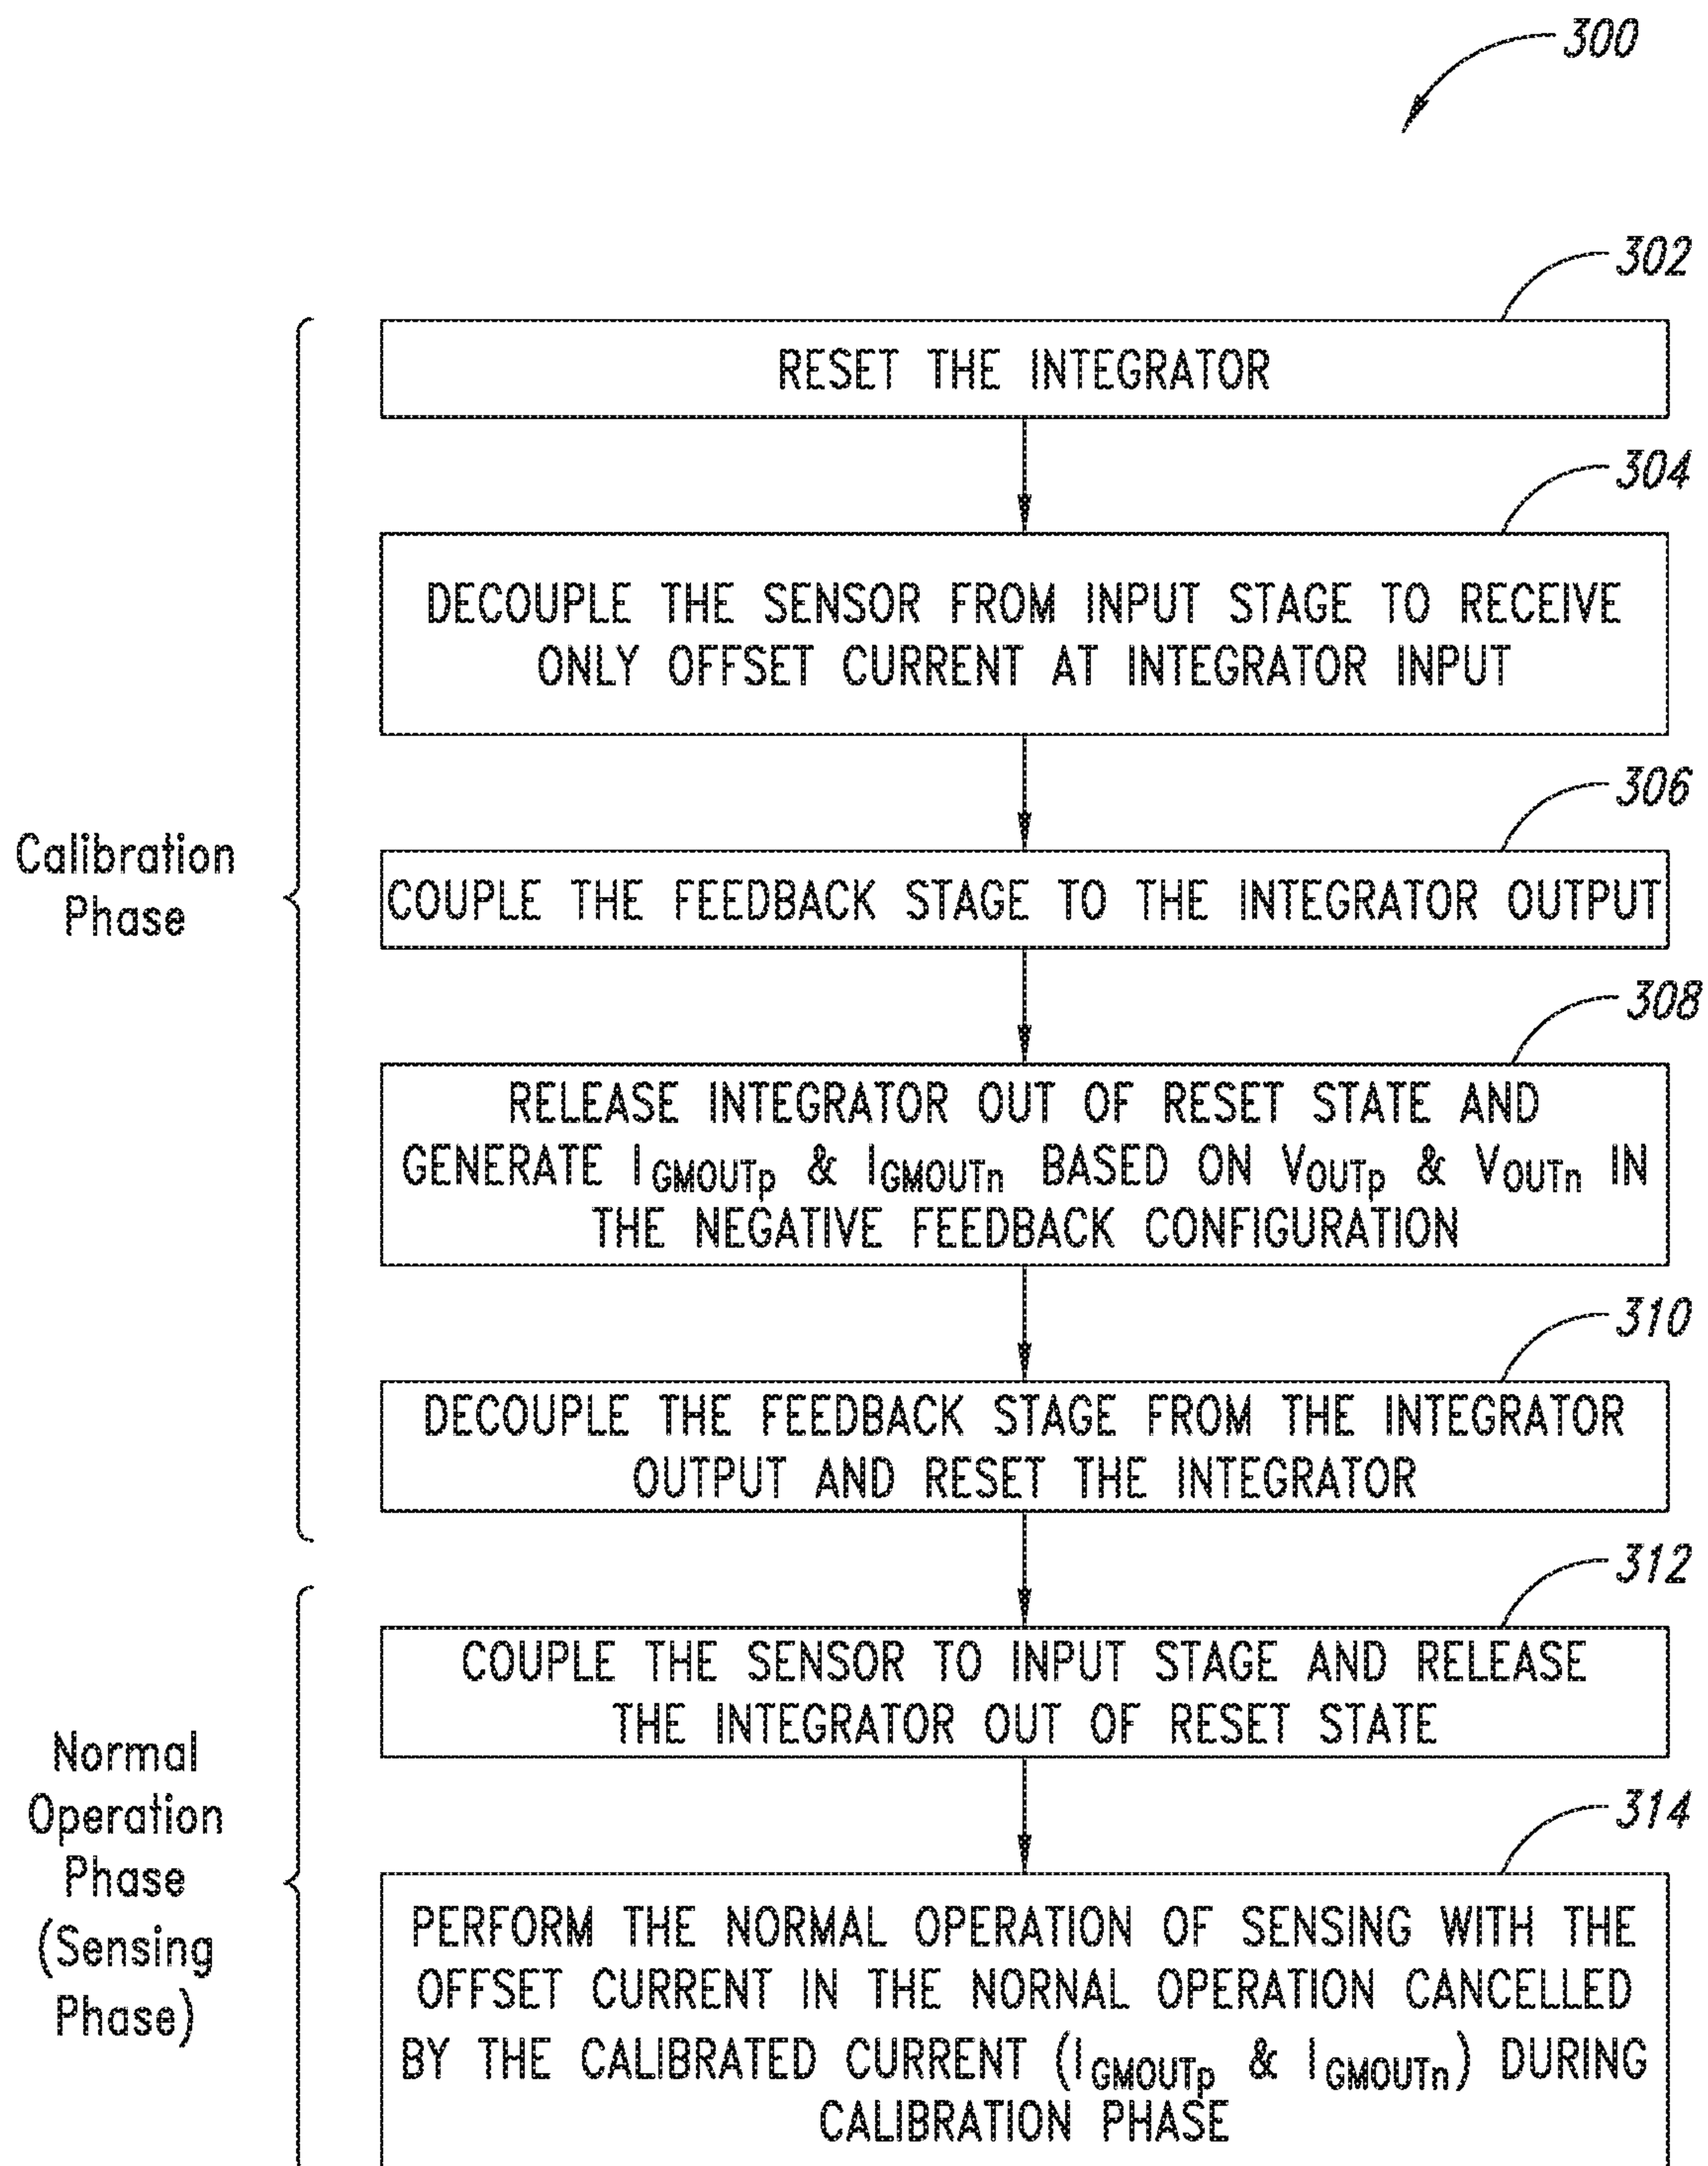 300
302
RESET THE INTEGRATOR
304
DECOUPLE THE SENSOR FROM INPUT STAGE TO RECEIVE
ONLY OFFSET CURRENT AT INTEGRATOR INPUT
306
COUPLE THE FEEDBACK STAGE TO THE INTEGRATOR OUTPUT
Calibration
Phase
308
RELEASE INTEGRATOR OUT OF RESET STATE AND
GENERATE IGMOUTp & IGMOUTn BASED ON VOUTp & VOUTn IN
THE NEGATIVE FEEDBACK CONFIGURATION
310
DECOUPLE THE FEEDBACK STAGE FROM THE INTEGRATOR
OUTPUT AND RESET THE INTEGRATOR
312
COUPLE THE SENSOR TO INPUT STAGE AND RELEASE
THE INTEGRATOR OUT OF RESET STATE
Normal
Operation
Phase
(Sensing
Phase)
314
PERFORM THE NORMAL OPERATION OF SENSING WITH THE
OFFSET CURRENT IN THE NORNAL OPERATION CANCELLED
BY THE CALIBRATED CURRENT (IGMOUTp & IGMOUTn) DURING
CALIBRATION PHASE